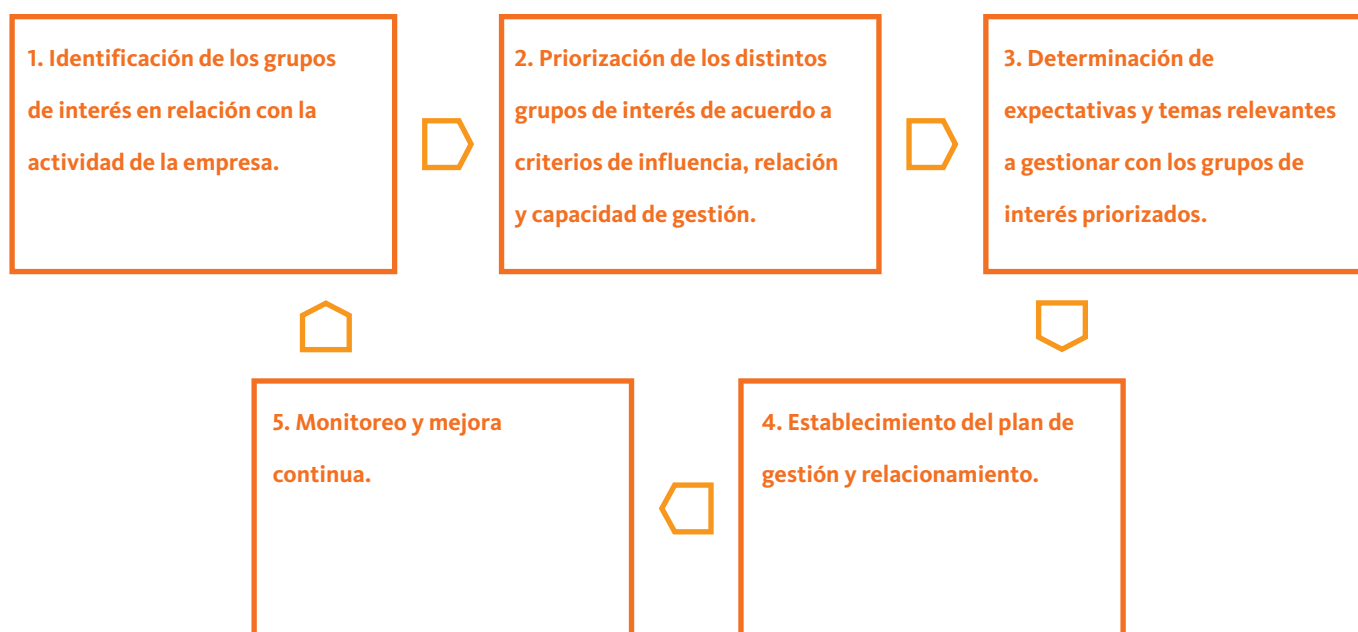 1. Identificación de los grupos
de interés en relación con la
actividad de la empresa.
2. Priorización de los distintos
grupos de interés de acuerdo a
criterios de influencia, relación
y capacidad de gestión.
3. Determinación de
expectativas y temas relevantes
a gestionar con los grupos de
interés priorizados.
4. Establecimiento del plan de
gestión y relacionamiento.
5. Monitoreo y mejora
continua.